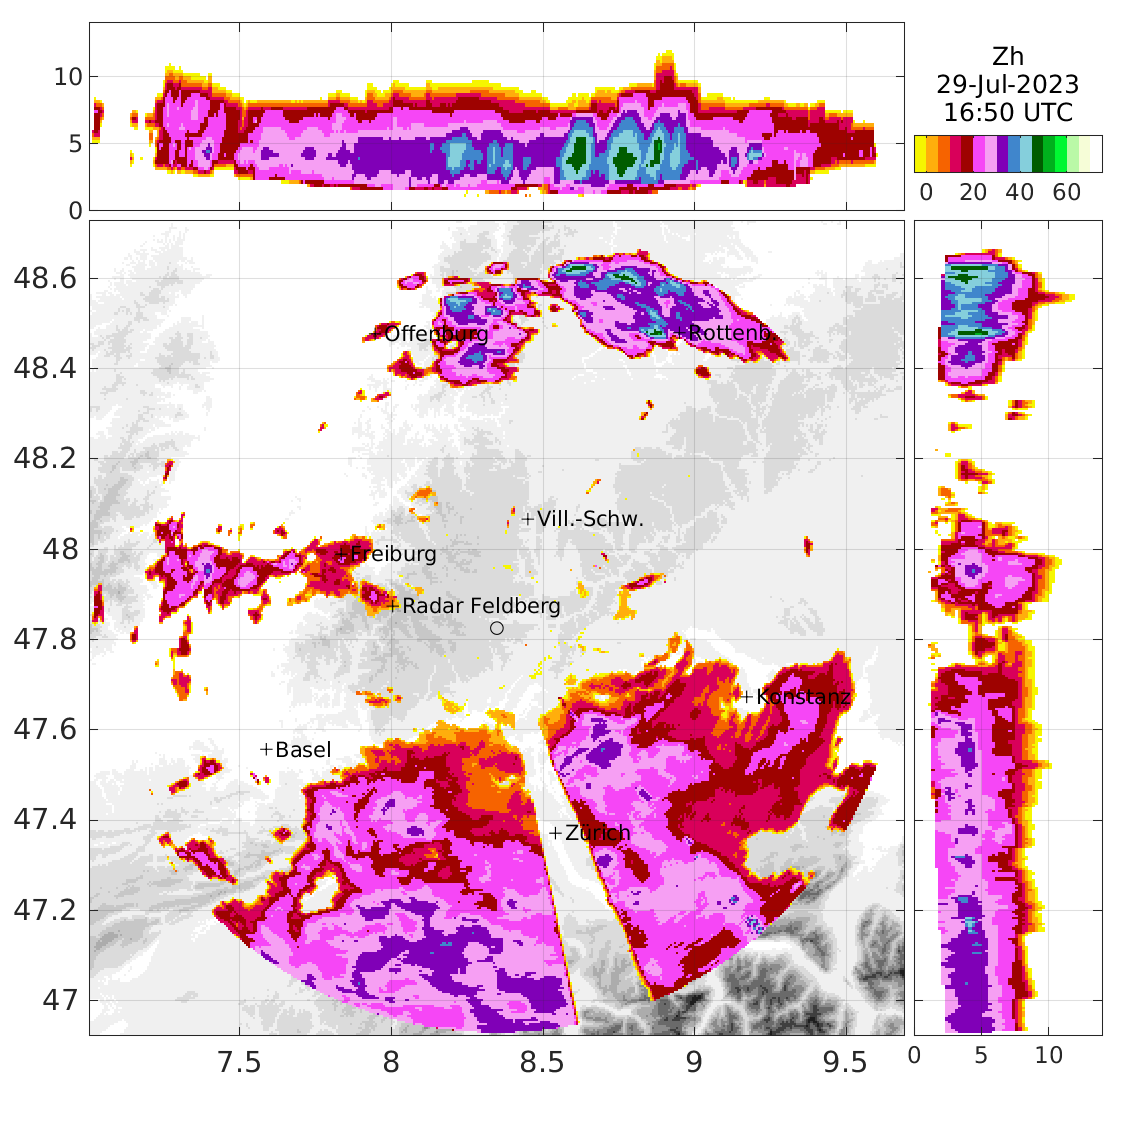 10
5
0
Zh
29-Jul-2023
16:50 UTC
0 20 40 60
48.6
48.4
48.2
48
47.8
47.6
47.4
47.2
47
+Offenburg
+Rottenb.
+Vill.-Schw.
+Freiburg
+Radar Feldberg
+Konstanz
+Basel
+Zürich
7.5 8 8.5 9 9.5
0 5 10